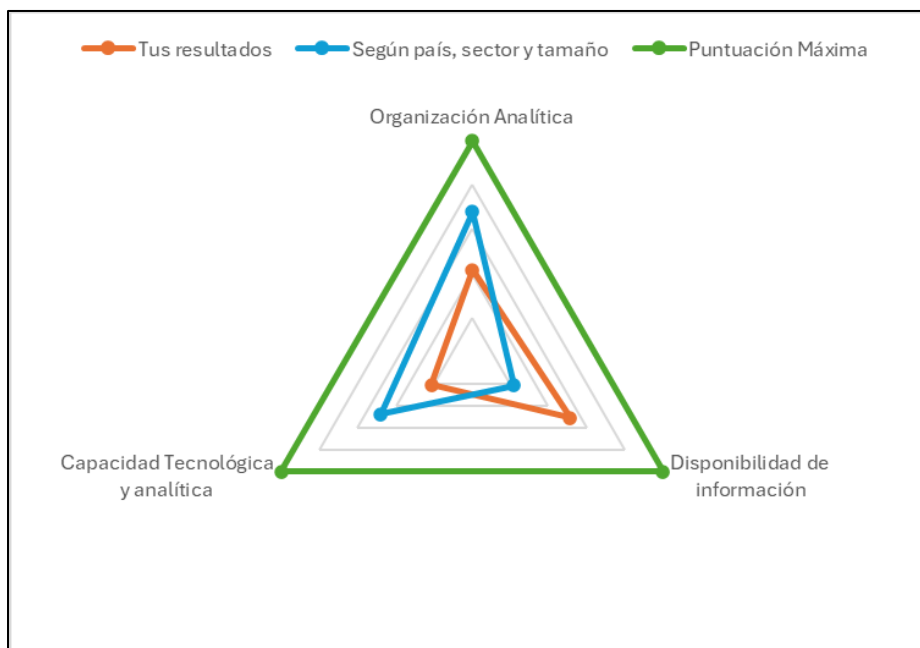 Tus resultados
Según país, sector y tamaño
Puntuación Máxima
Organización Analítica
Capacidad Tecnológica
y analítica
Disponibilidad de
información